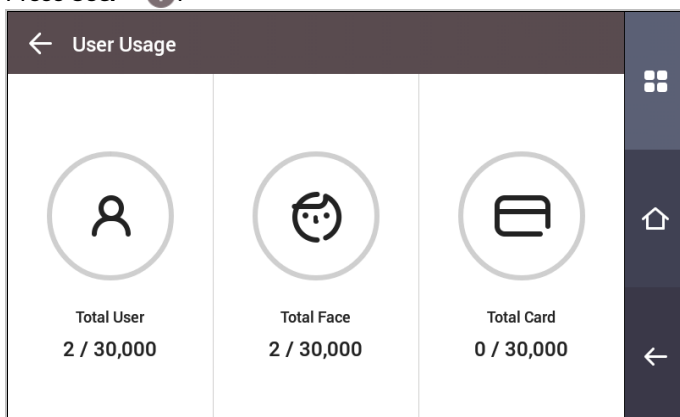 User Usage
Total User
2 / 30,000
Total Face
2 / 30,000
Total Card
0 / 30,000